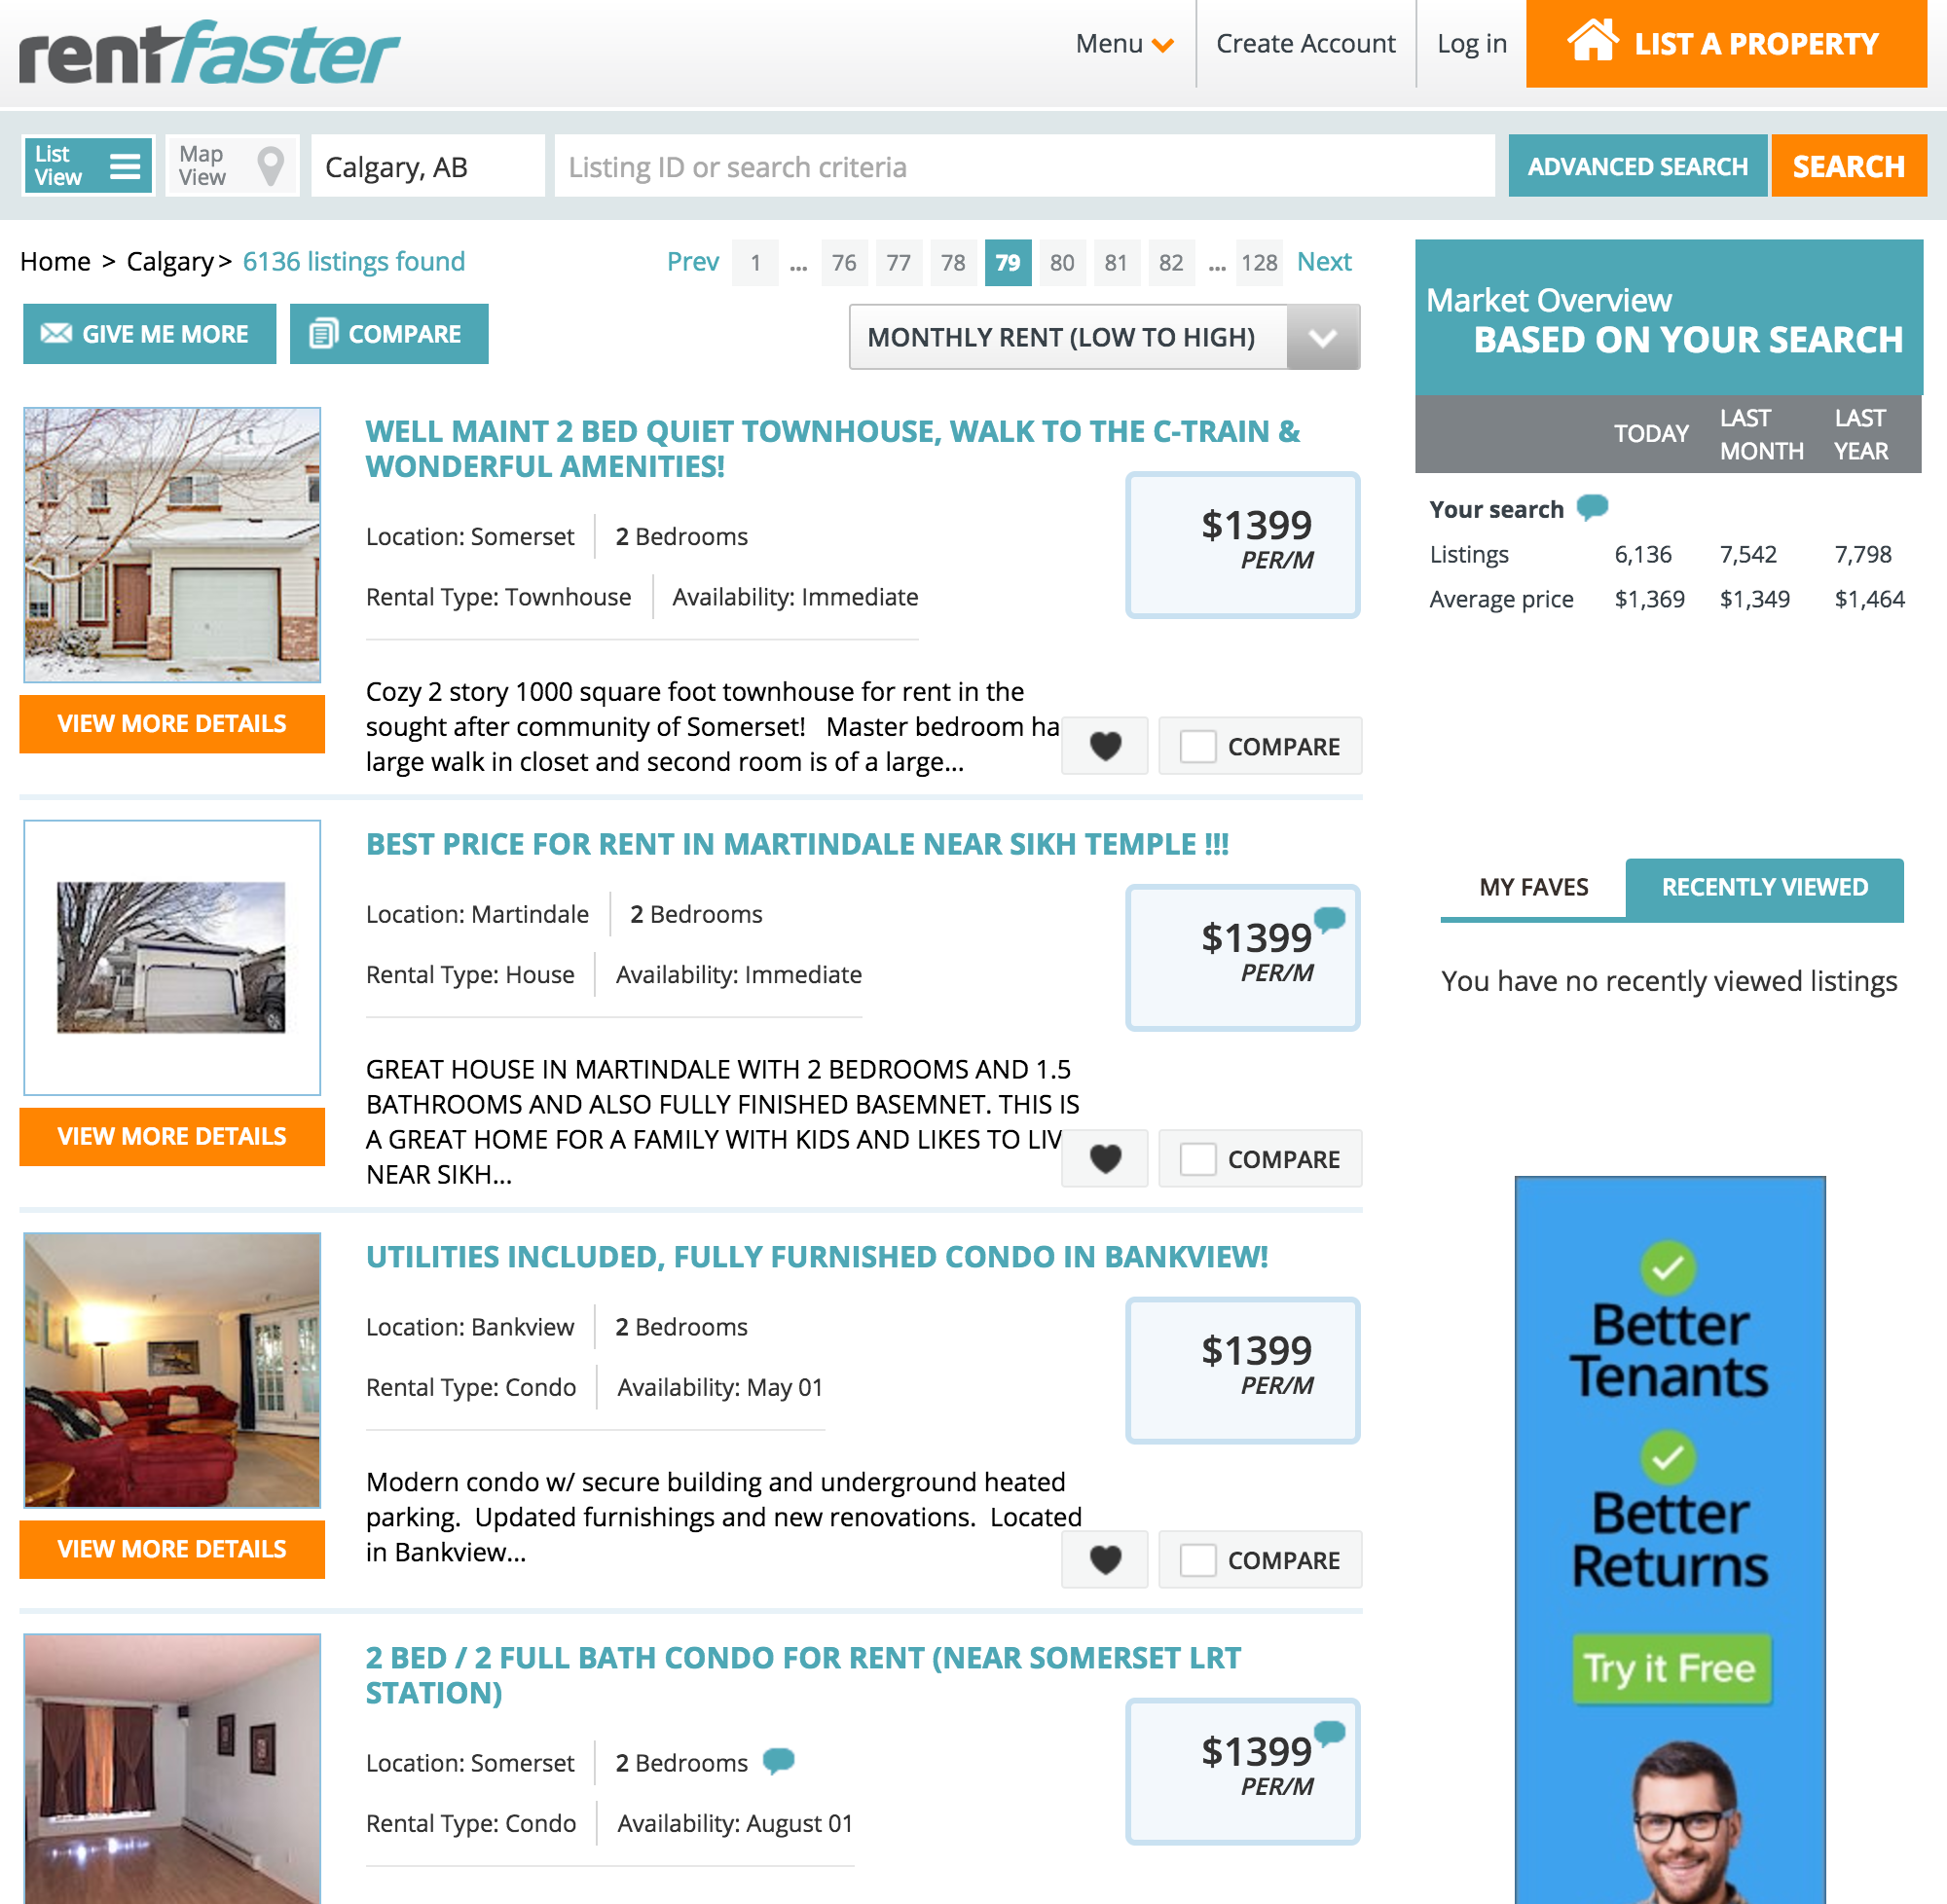 rentfaster
Menu
Create Account
Log in
LIST A PROPERTY
List
View
Map
View
Calgary, AB
Listing ID or search criteria
ADVANCED SEARCH
SEARCH
Home > Calgary > 6136 listings found
Prev 1 ... 76 77 78 79 80 81 82 ... 128 Next
GIVE ME MORE
COMPARE
MONTHLY RENT (LOW TO HIGH)
WELL MAINT 2 BED QUIET TOWNHOUSE, WALK TO THE C-TRAIN &
WONDERFUL AMENITIES!
Location: Somerset
2 Bedrooms
Rental Type: Townhouse
Availability: Immediate
$1399
PER/M
Cozy 2 story 1000 square foot townhouse for rent in the
sought after community of Somerset!   Master bedroom ha
large walk in closet and second room is of a large...
VIEW MORE DETAILS
COMPARE
BEST PRICE FOR RENT IN MARTINDALE NEAR SIKH TEMPLE !!!
Location: Martindale
2 Bedrooms
Rental Type: House
Availability: Immediate
$1399
PER/M
GREAT HOUSE IN MARTINDALE WITH 2 BEDROOMS AND 1.5
BATHROOMS AND ALSO FULLY FINISHED BASEMNET. THIS IS
A GREAT HOME FOR A FAMILY WITH KIDS AND LIKES TO LIV
NEAR SIKH...
VIEW MORE DETAILS
COMPARE
UTILITIES INCLUDED, FULLY FURNISHED CONDO IN BANKVIEW!
Location: Bankview
2 Bedrooms
Rental Type: Condo
Availability: May 01
$1399
PER/M
Modern condo w/ secure building and underground heated
parking.  Updated furnishings and new renovations.  Located
in Bankview...
VIEW MORE DETAILS
COMPARE
2 BED / 2 FULL BATH CONDO FOR RENT (NEAR SOMERSET LRT
STATION)
Location: Somerset
2 Bedrooms
Rental Type: Condo
Availability: August 01
$1399
PER/M
Market Overview
BASED ON YOUR SEARCH
TODAY
LAST
MONTH
LAST
YEAR
Your search
Listings 6,136 7,542 7,798
Average price $1,369 $1,349 $1,464
MY FAVES
RECENTLY VIEWED
You have no recently viewed listings
Better
Tenants
Better
Returns
Try it Free